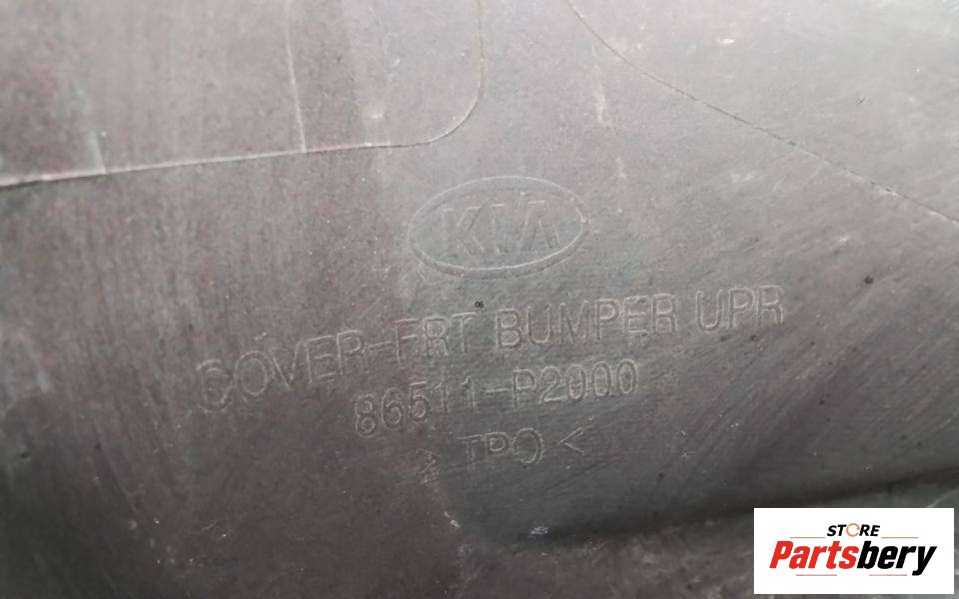 KIA
COVER-FRT BUMPER UPR
86511-P2000
> TPO <
STORE
Partsbery